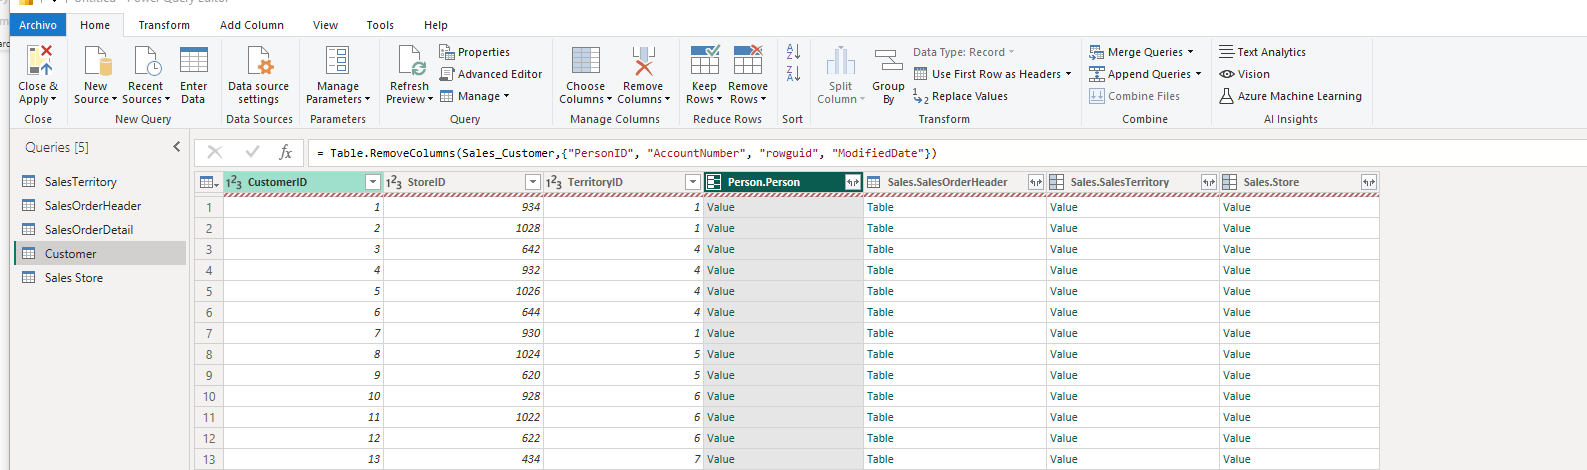 Untitled - Power Query Editor
Archivo Home Transform Add Column View Tools Help
Close & Apply
New Source
Recent Sources
Enter Data
Data source settings
Manage Parameters
Refresh Preview
Properties
Advanced Editor
Manage
Choose Columns
Remove Columns
Keep Rows
Remove Rows
Split Column
Group By
Data Type: Record
Use First Row as Headers
Replace Values
Merge Queries
Append Queries
Combine Files
Text Analytics
Vision
Azure Machine Learning
Close New Query Data Sources Parameters Query Manage Columns Reduce Rows Sort Transform Combine AI Insights
Queries [5]
SalesTerritory
SalesOrderHeader
SalesOrderDetail
Customer
Sales Store
fx = Table.RemoveColumns(Sales_Customer,{"PersonID", "AccountNumber", "rowguid", "ModifiedDate"})
123 CustomerID 123 StoreID 123 TerritoryID Person.Person Sales.SalesOrderHeader Sales.SalesTerritory Sales.Store
1 1 934 1 Value Table Value Value
2 2 1028 1 Value Table Value Value
3 3 642 4 Value Table Value Value
4 4 932 4 Value Table Value Value
5 5 1026 4 Value Table Value Value
6 6 644 4 Value Table Value Value
7 7 930 1 Value Table Value Value
8 8 1024 5 Value Table Value Value
9 9 620 5 Value Table Value Value
10 10 928 6 Value Table Value Value
11 11 1022 6 Value Table Value Value
12 12 622 6 Value Table Value Value
13 13 434 7 Value Table Value Value